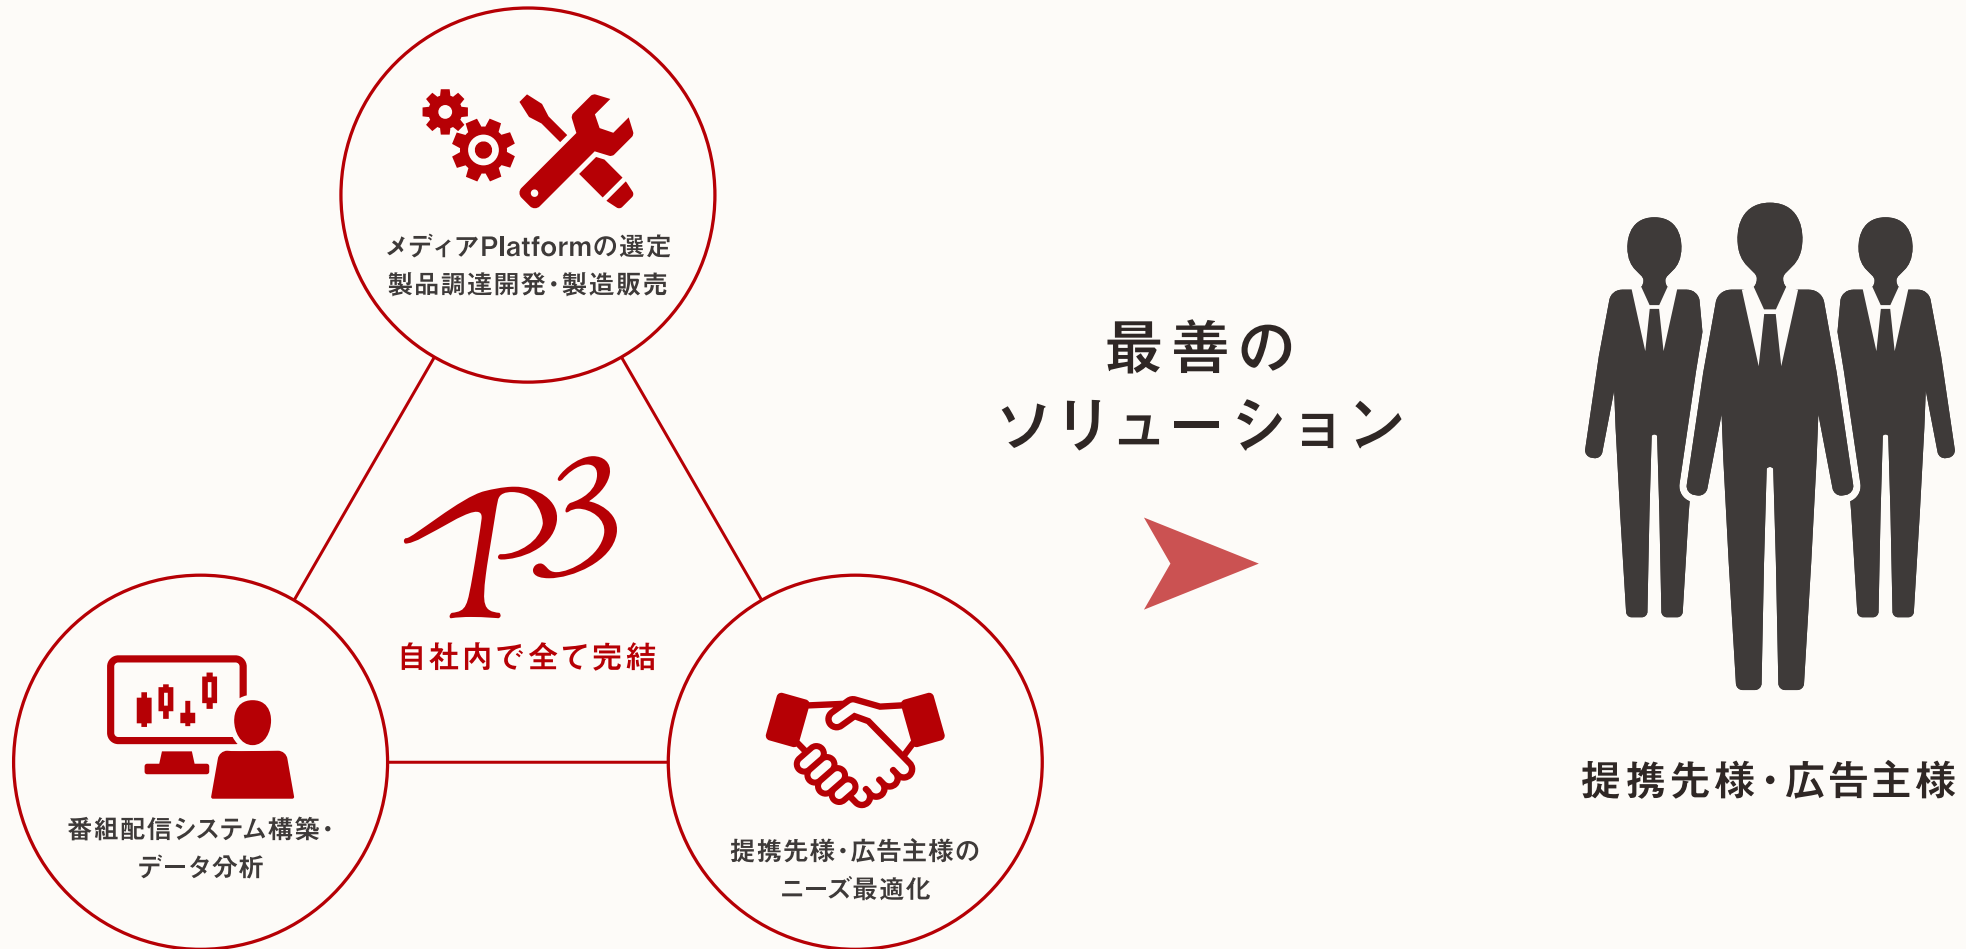 メディアPlatformの選定
製品調達開発・製造販売
P3
自社内で全て完結
番組配信システム構築・
データ分析
提携先様・広告主様の
ニーズ最適化
最善の
ソリューション
提携先様・広告主様